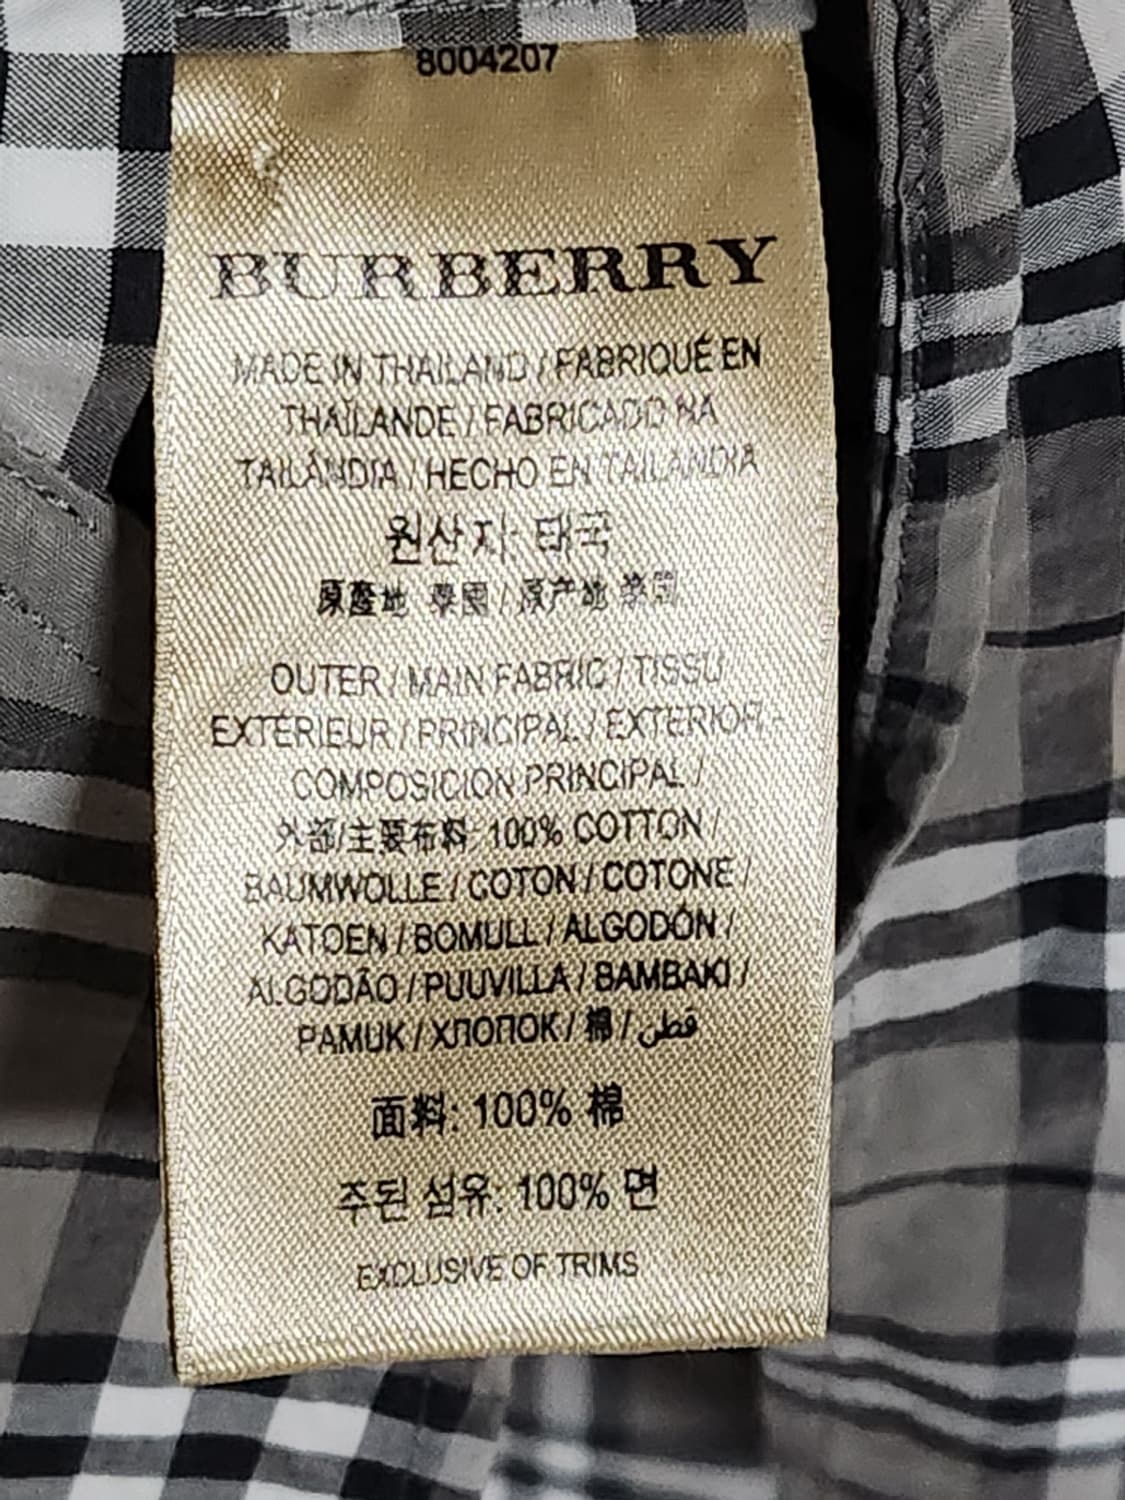 8004207
BURBERRY
MADE IN THAILAND / FABRIQUÉ EN
THAÏLANDE / FABRICADO NA
TAILÂNDIA / HECHO EN TAILANDIA
원산지: 태국
原產地 泰國 / 原产地 泰国
OUTER / MAIN FABRIC / TISSU
EXTERIEUR / PRINCIPAL / EXTERIOR -
COMPOSICION PRINCIPAL /
外部/主要布料: 100% COTTON /
BAUMWOLLE / COTON / COTONE /
KATOEN / BOMULL / ALGODÓN /
ALGODÃO / PUUVILLA / BAMBAKI /
PAMUK / ХЛОПОК / 棉 / قطن
面料: 100% 棉
주된 섬유: 100% 면
EXCLUSIVE OF TRIMS